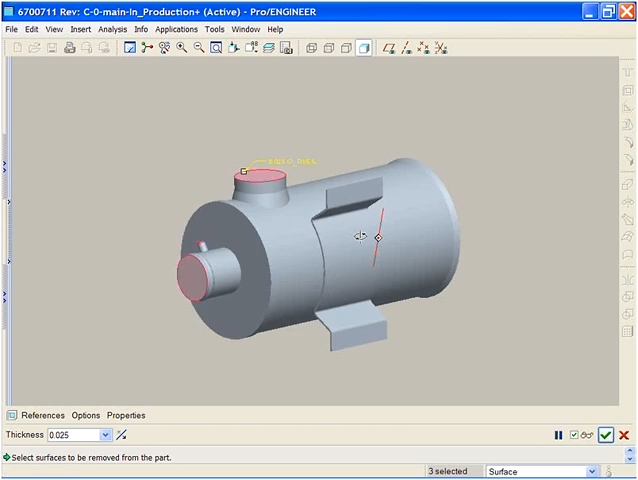 6700711 Rev: C-0-main-in_Production+ (Active) - Pro/ENGINEER
File Edit View Insert Analysis Info Applications Tools Window Help
References Options Properties
Thickness 0.025
Select surfaces to be removed from the part.
3 selected Surface